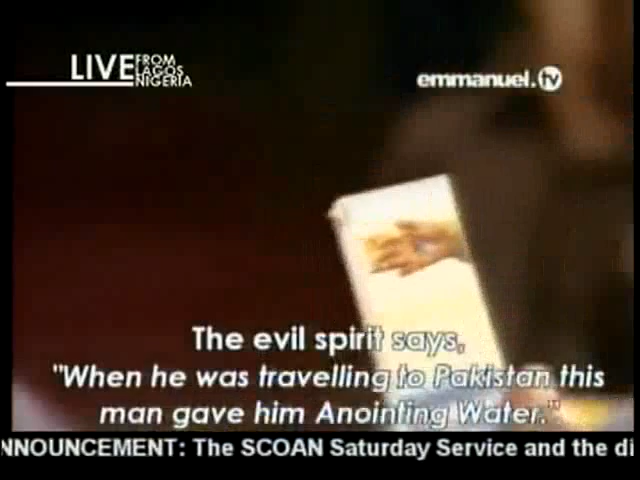 LIVE FROM
LAGOS
NIGERIA
emmanuel.tv
The evil spirit says,
"When he was travelling to Pakistan this
man gave him Anointing Water."
NNOUNCEMENT: The SCOAN Saturday Service and the di